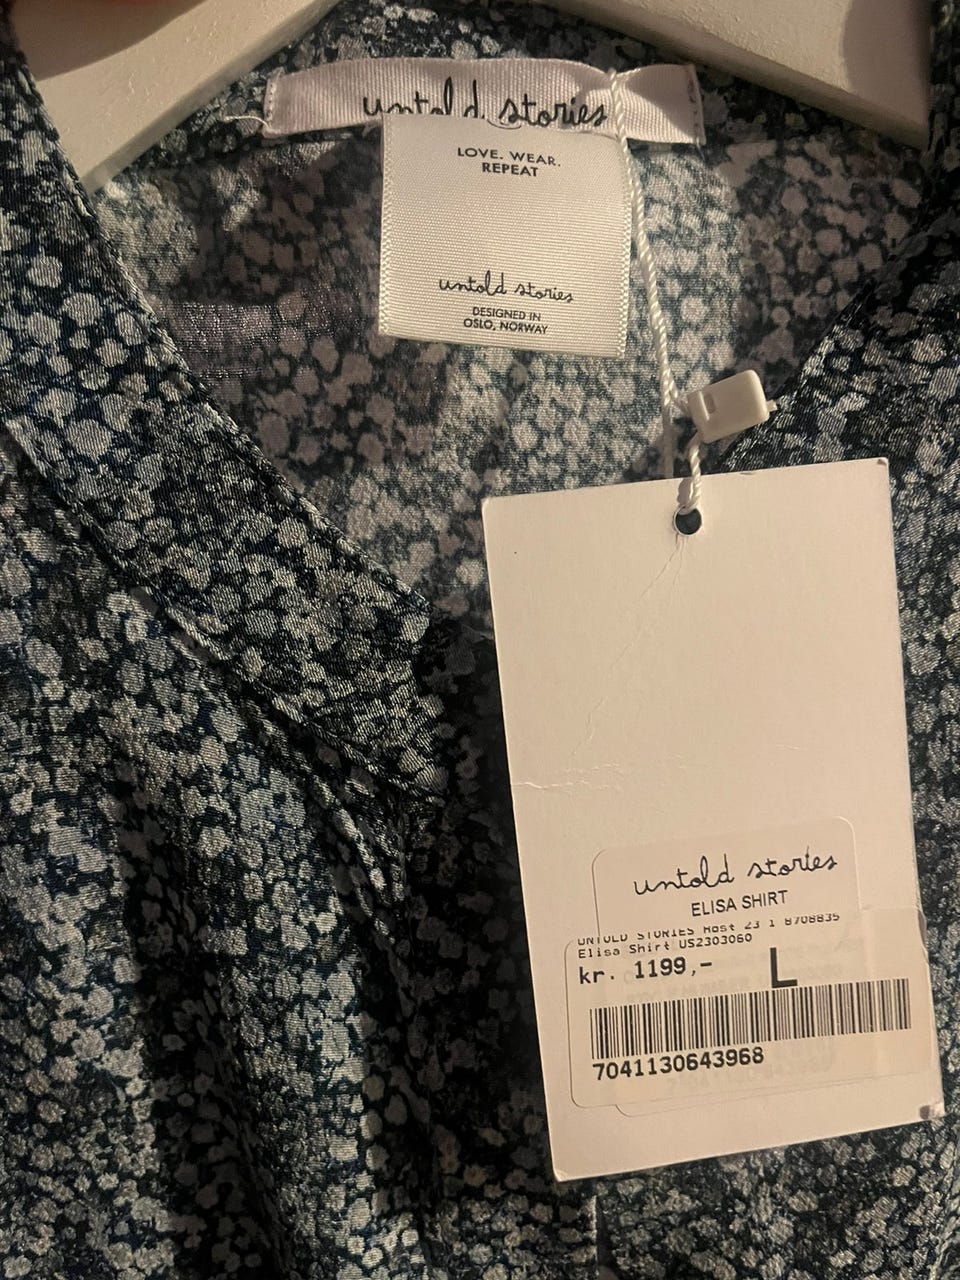 untold stories
LOVE. WEAR.
REPEAT
untold stories
DESIGNED IN
OSLO, NORWAY
untold stories
ELISA SHIRT
UNTOLD STORIES Høst 23 1 8708835
Elisa Shirt US2303060
kr. 1199,- L
7041130643968